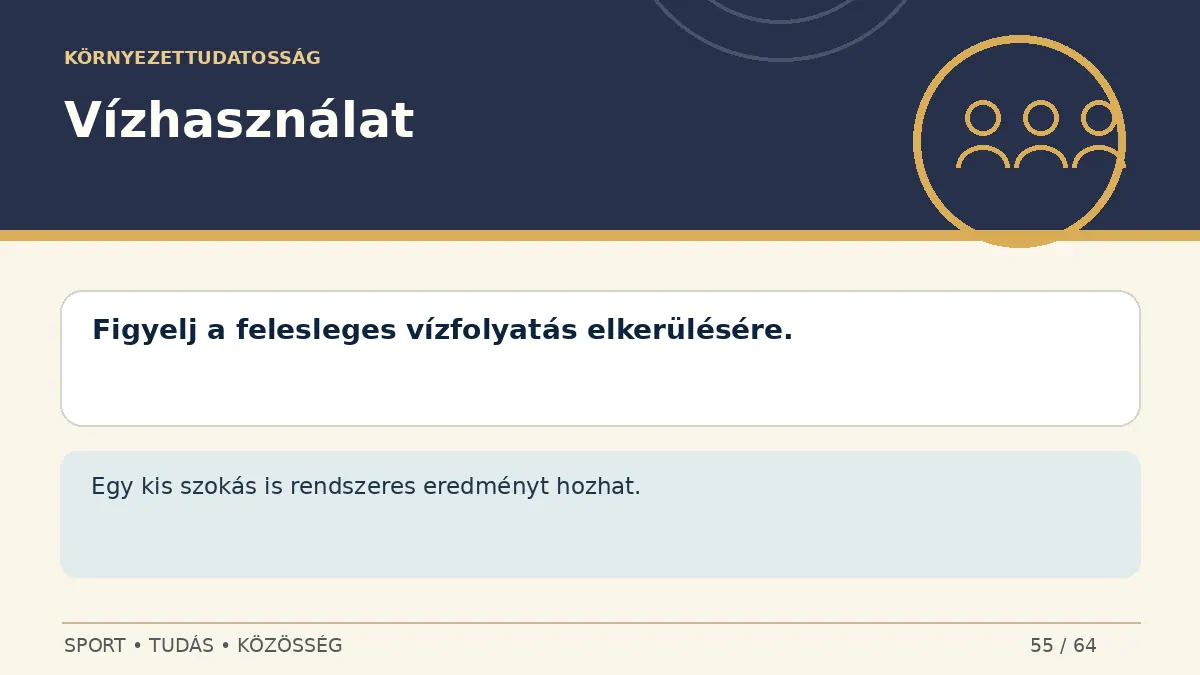 KÖRNYEZETTUDATOSSÁG
Vízhasználat
Figyelj a felesleges vízfolyatás elkerülésére.
Egy kis szokás is rendszeres eredményt hozhat.
SPORT • TUDÁS • KÖZÖSSÉG
55 / 64